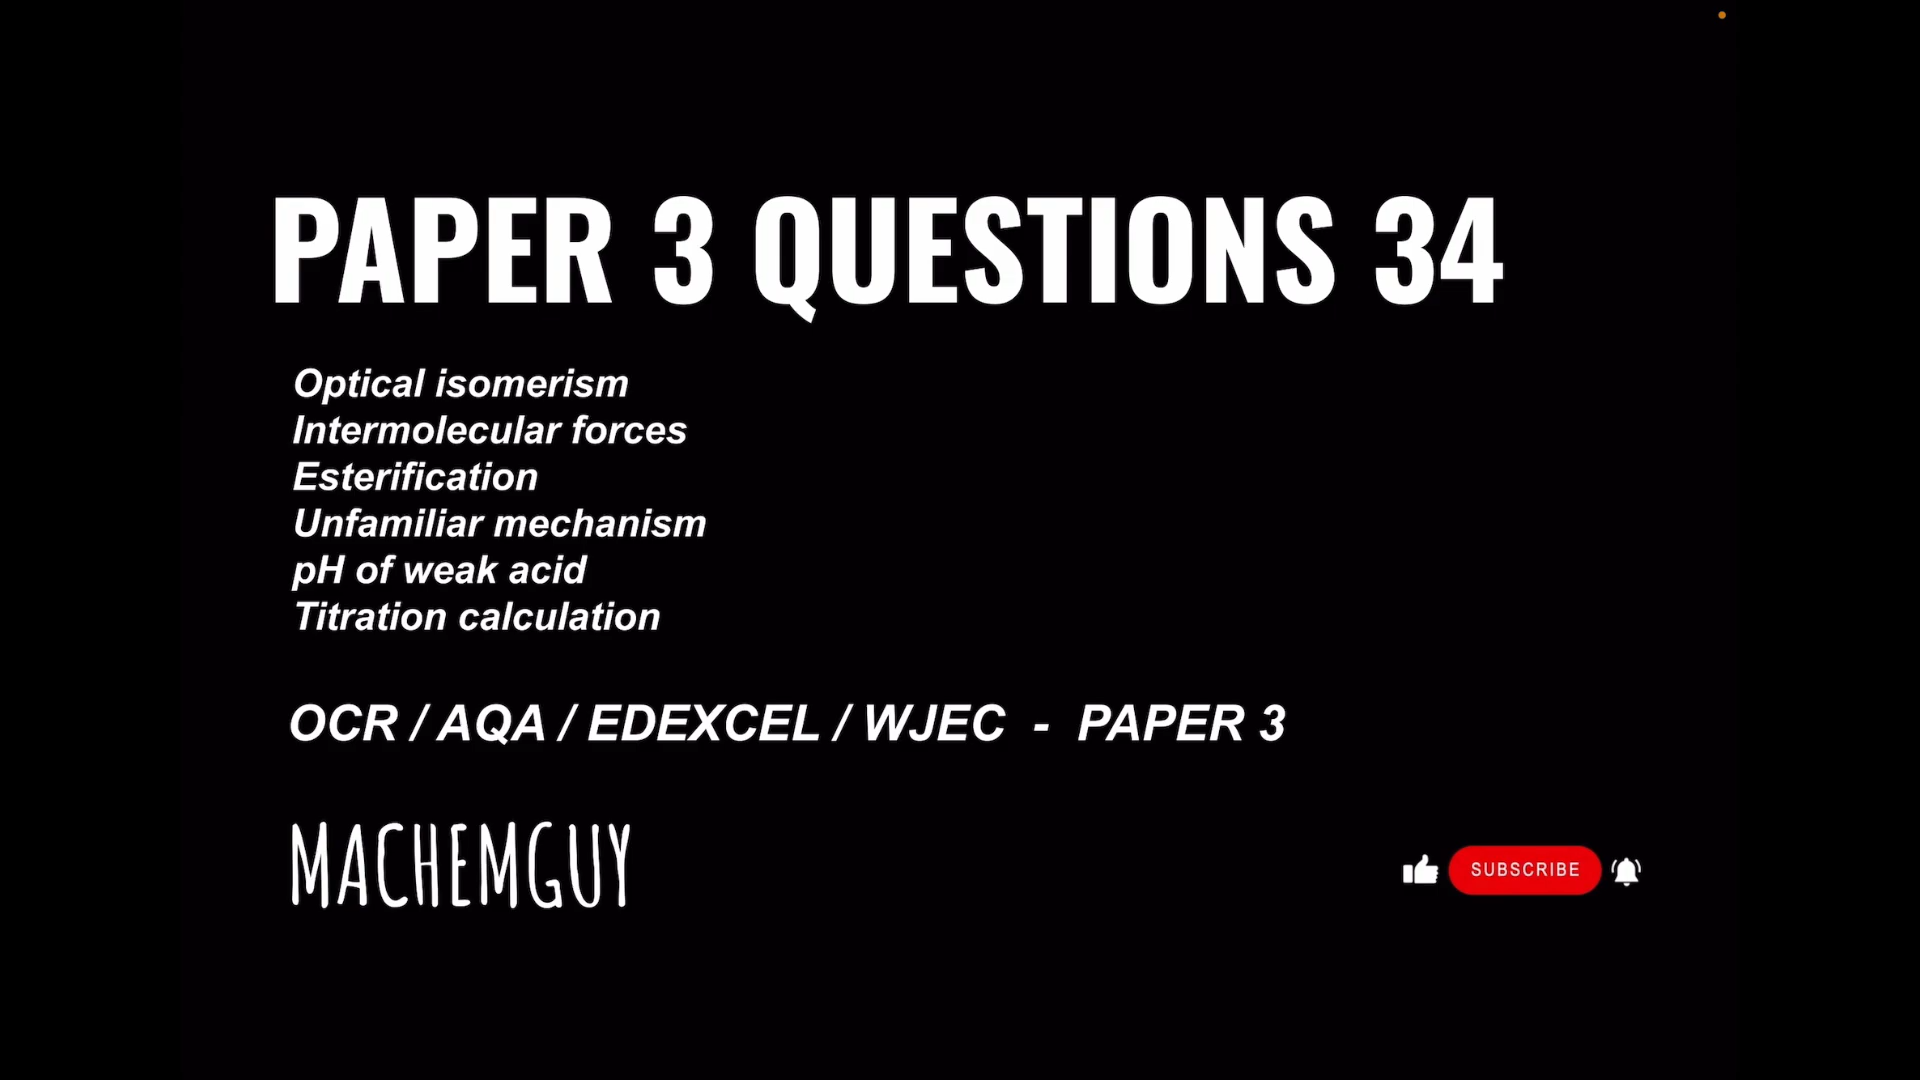 PAPER 3 QUESTIONS 34
Optical isomerism
Intermolecular forces
Esterification
Unfamiliar mechanism
pH of weak acid
Titration calculation
OCR / AQA / EDEXCEL / WJEC - PAPER 3
MACHEMGUY
SUBSCRIBE